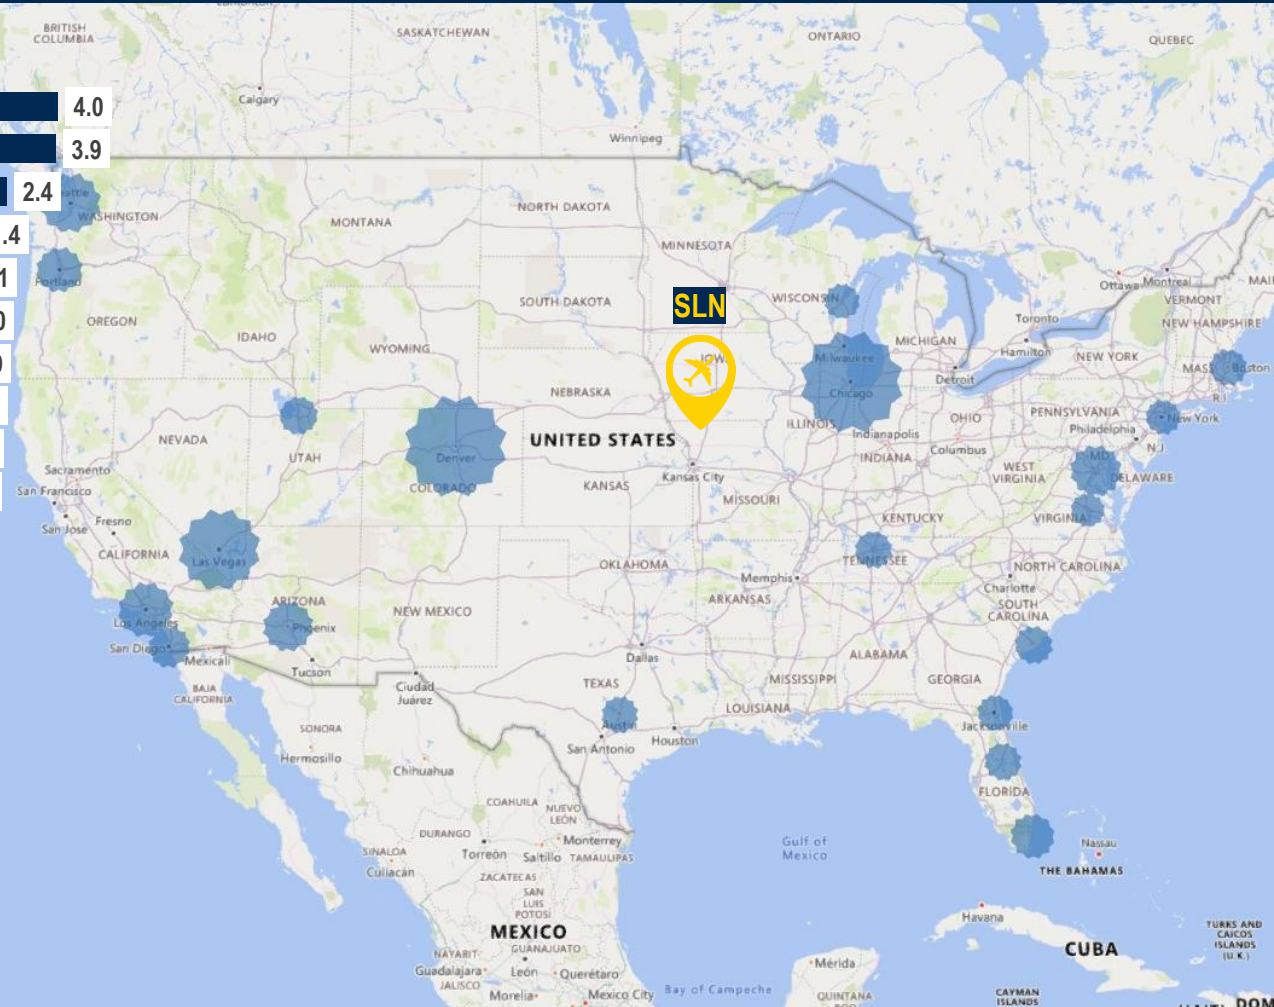 BRITISH
COLUMBIA
SASKATCHEWAN
ONTARIO
QUEBEC
Calgary
4.0
Winnipeg
3.9
2.4
WASHINGTON
MONTANA
NORTH DAKOTA
.4
MINNESOTA
1
Portland
Ottawa
Montreal
MAI
SLN
WISCONSIN
VERMONT
SOUTH DAKOTA
0
OREGON
Toronto
NEW HAMPSHIRE
IDAHO
WYOMING
MICHIGAN
Hamilton
NEW YORK
IOW
Milwaukee
MASS
Boston
Detroit
NEBRASKA
Chicago
R.I
PENNSYLVANIA
New York
ILLINOIS
OHIO
Philadelphia
NEVADA
UNITED STATES
Indianapolis
Columbus
N.J
UTAH
Denver
INDIANA
MD
Sacramento
WEST
VIRGINIA
DELAWARE
San Francisco
COLORADO
KANSAS
Kansas City
MISSOURI
Fresno
San Jose
KENTUCKY
VIRGINIA
CALIFORNIA
Las Vegas
OKLAHOMA
TENNESSEE
NORTH CAROLINA
Memphis
Charlotte
ARIZONA
NEW MEXICO
ARKANSAS
SOUTH
CAROLINA
Los Angeles
Phoenix
San Diego
Mexicali
Tucson
Dallas
ALABAMA
BAJA
CALIFORNIA
Ciudad
Juárez
TEXAS
MISSISSIPPI
GEORGIA
LOUISIANA
SONORA
Austin
Jacksonville
Houston
San Antonio
Hermosillo
Chihuahua
FLORIDA
COAHUILA
NUEVO
LEÓN
DURANGO
Monterrey
Gulf of
Mexico
Nassau
SINALOA
Torreón
Saltillo
TAMAULIPAS
Culiacán
THE BAHAMAS
ZACATECAS
SAN
LUIS
POTOSÍ
Havana
MEXICO
TURKS AND
CAICOS
ISLANDS
(U.K.)
GUANAJUATO
CUBA
NAYARIT
Guadalajara
León
Querétaro
Mérida
JALISCO
Morelia
Mexico City
Bay of Campeche
QUINTANA
CAYMAN
ISLANDS